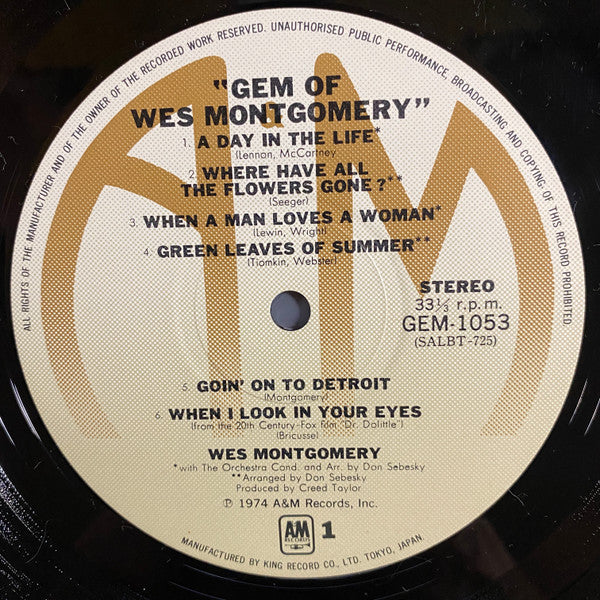 ALL RIGHTS OF THE MANUFACTURER AND OF THE OWNER OF THE RECORDED WORK RESERVED. UNAUTHORISED PUBLIC PERFORMANCE, BROADCASTING AND COPYING OF THIS RECORD PROHIBITED
"GEM OF
WES MONTGOMERY"
1. A DAY IN THE LIFE*
(Lennon, McCartney
2. WHERE HAVE ALL
THE FLOWERS GONE?**
(Seeger)
3. WHEN A MAN LOVES A WOMAN*
(Lewin, Wright)
4. GREEN LEAVES OF SUMMER**
(Tiomkin, Webster)
STEREO
33⅓ r.p.m.
GEM-1053
(SALBT-725)
5. GOIN' ON TO DETROIT
(Montgomery)
6. WHEN I LOOK IN YOUR EYES
(from the 20th Century-Fox film "Dr. Dolittle")
(Bricusse)
WES MONTGOMERY
*with The Orchestra Cond. and Arr. by Don Sebesky
**Arranged by Don Sebesky
Produced by Creed Taylor
℗ 1974 A&M Records, Inc.
AM
RECORDS
1
MANUFACTURED BY KING RECORD CO., LTD. TOKYO, JAPAN